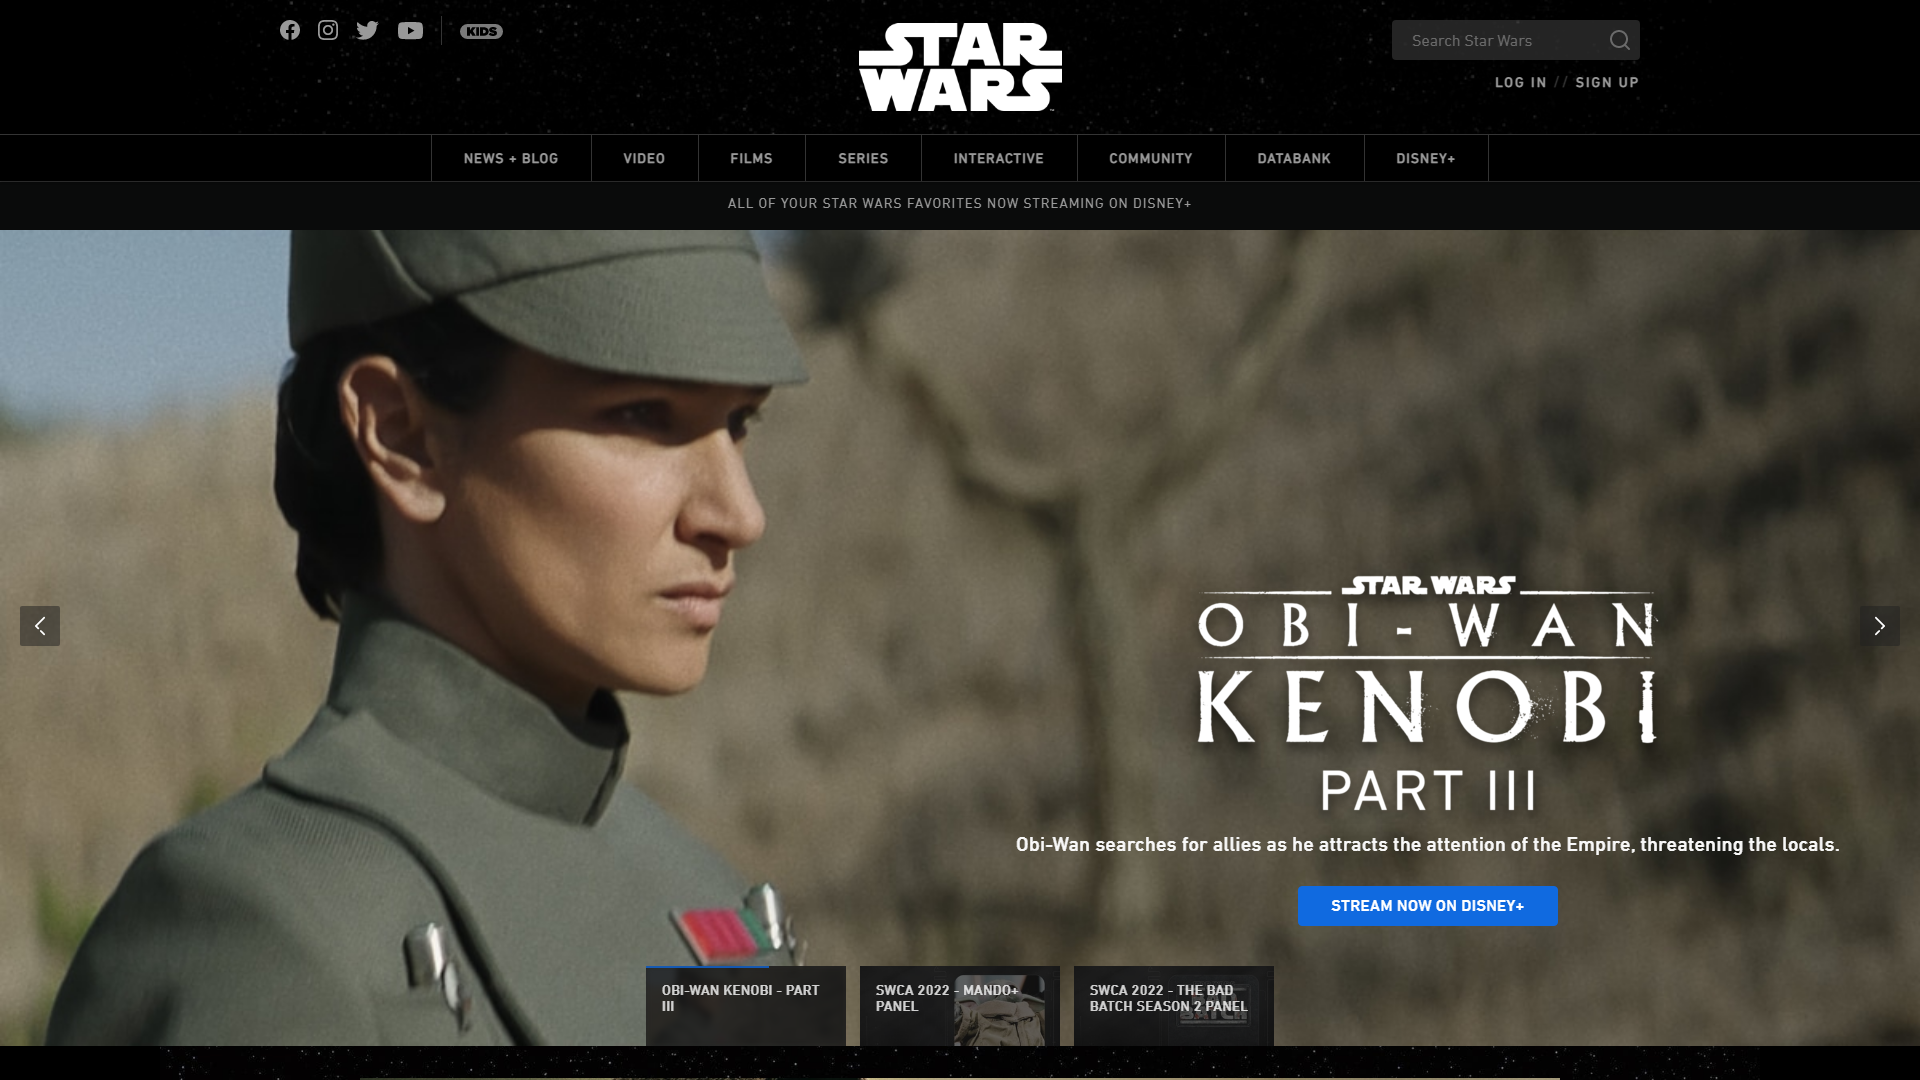 KIDS
STAR
WARS
Search Star Wars
LOG IN // SIGN UP
NEWS + BLOG
VIDEO
FILMS
SERIES
INTERACTIVE
COMMUNITY
DATABANK
DISNEY+
ALL OF YOUR STAR WARS FAVORITES NOW STREAMING ON DISNEY+
STAR WARS
OBI-WAN
KENOBI
PART III
Obi-Wan searches for allies as he attracts the attention of the Empire, threatening the locals.
STREAM NOW ON DISNEY+
OBI-WAN KENOBI - PART
III
SWCA 2022 - MANDO+
PANEL
SWCA 2022 - THE BAD
BATCH SEASON 2 PANEL